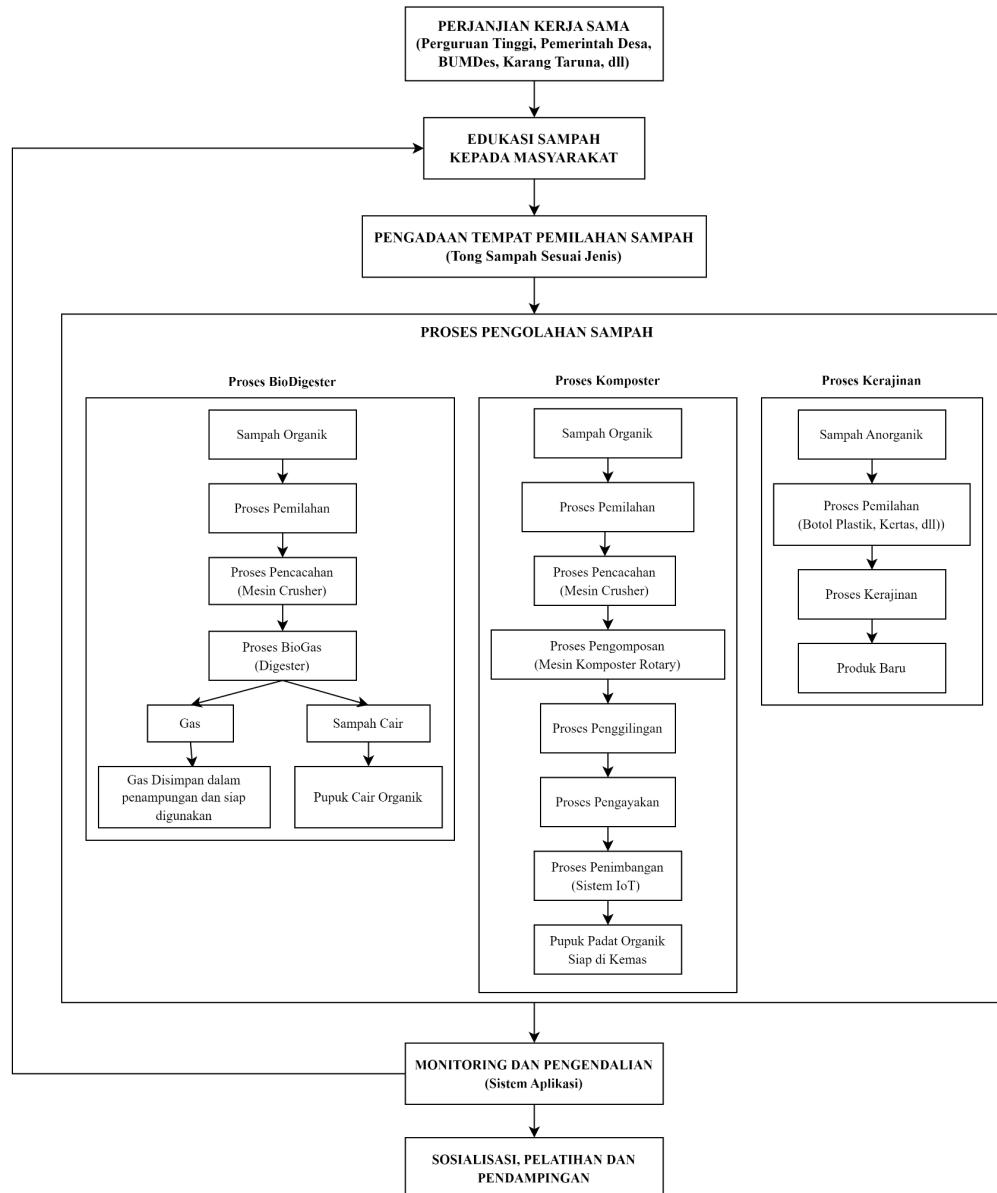 PERJANJIAN KERJA SAMA
(Perguruan Tinggi, Pemerintah Desa,
BUMDes, Karang Taruna, dll)
EDUKASI SAMPAH
KEPADA MASYARAKAT
PENGADAAN TEMPAT PEMILAHAN SAMPAH
(Tong Sampah Sesuai Jenis)
PROSES PENGOLAHAN SAMPAH
Proses BioDigester
Sampah Organik
Proses Pemilahan
Proses Pencacahan
(Mesin Crusher)
Proses BioGas
(Digester)
Gas
Sampah Cair
Gas Disimpan dalam
penampungan dan siap
digunakan
Pupuk Cair Organik
Proses Komposter
Sampah Organik
Proses Pemilahan
Proses Pencacahan
(Mesin Crusher)
Proses Pengomposan
(Mesin Komposter Rotary)
Proses Penggilingan
Proses Pengayakan
Proses Penimbangan
(Sistem IoT)
Pupuk Padat Organik
Siap di Kemas
Proses Kerajinan
Sampah Anorganik
Proses Pemilahan
(Botol Plastik, Kertas, dll))
Proses Kerajinan
Produk Baru
MONITORING DAN PENGENDALIAN
(Sistem Aplikasi)
SOSIALISASI, PELATIHAN DAN
PENDAMPINGAN